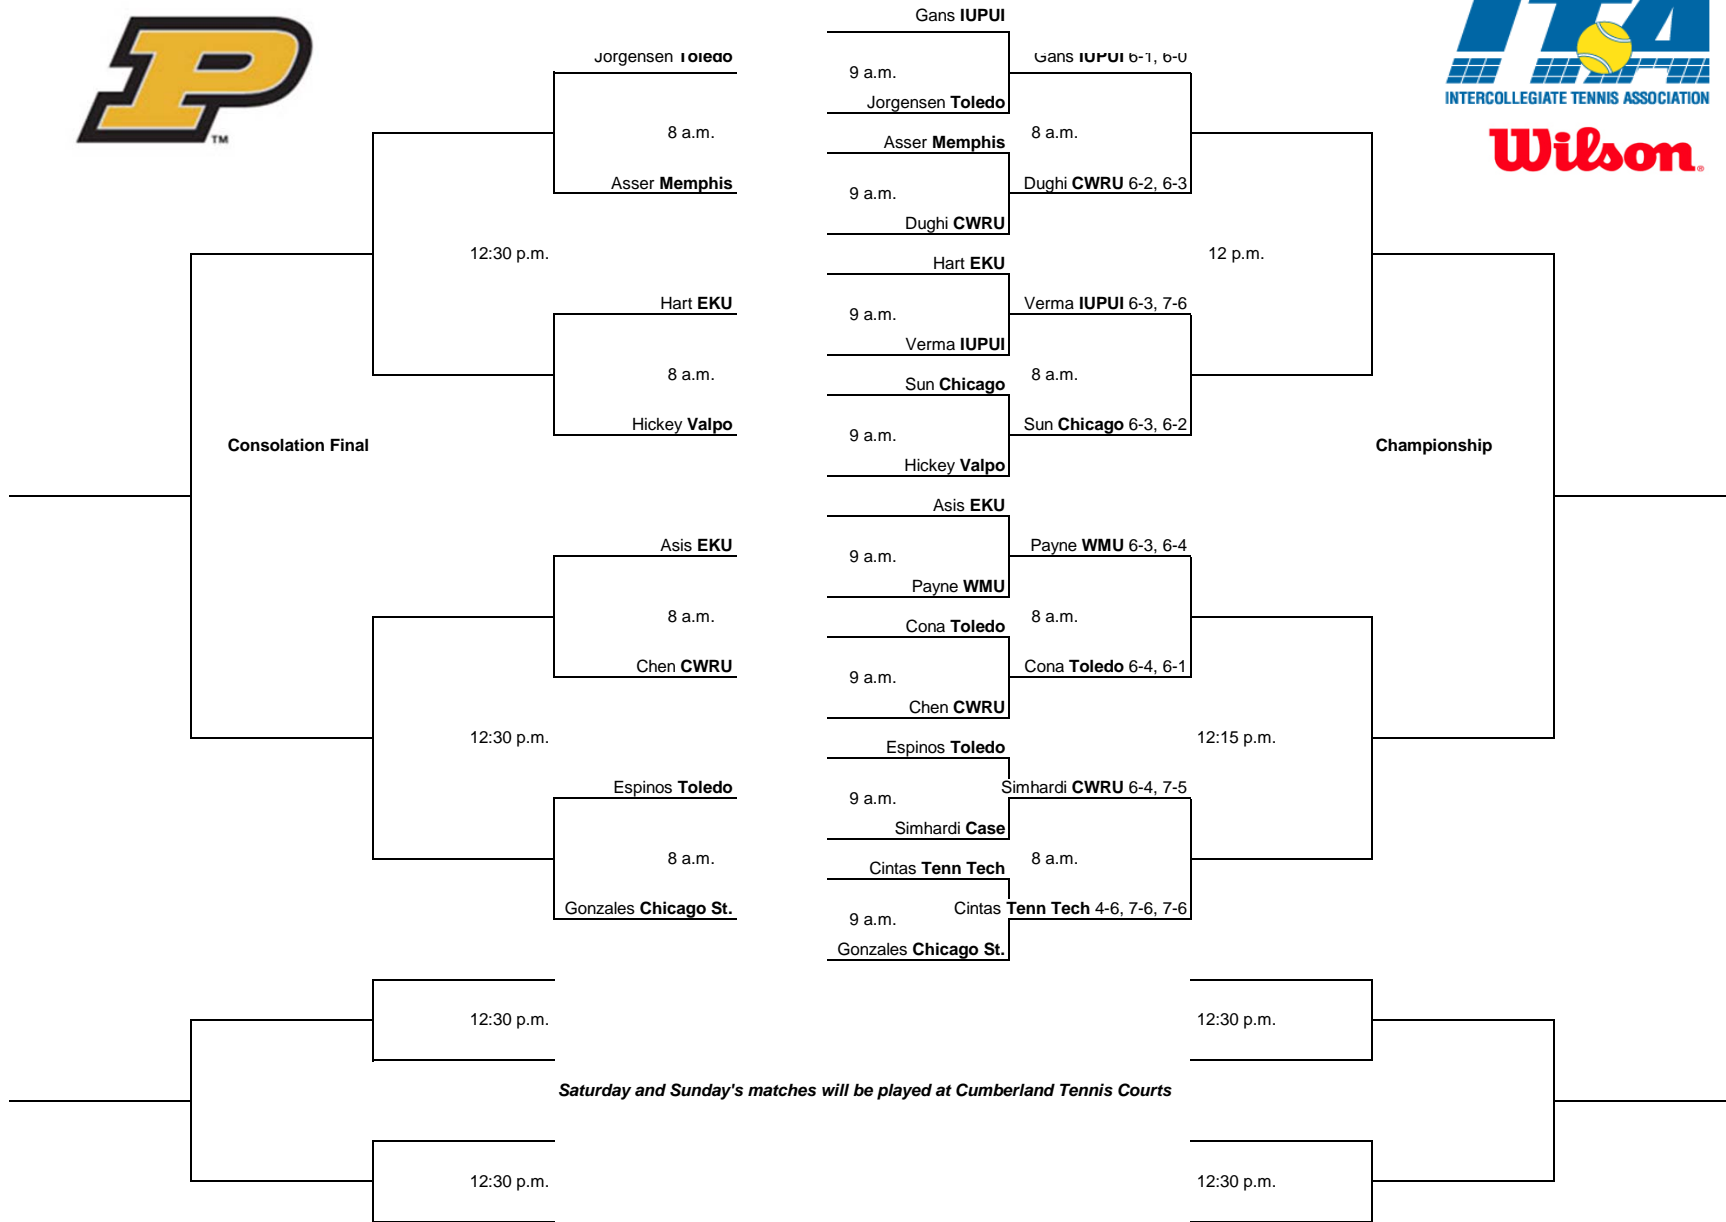 Gans IUPUI
Jorgensen Toledo
Gans IUPUI 6-1, 6-0
9 a.m.
INTERCOLLEGIATE TENNIS ASSOCIATION
Jorgensen Toledo
TM
8 a.m.
Asser Memphis
8 a.m.
Wilson
Asser Memphis
9 a.m.
Dughi CWRU 6-2, 6-3
Dughi CWRU
12:30 p.m.
Hart EKU
12 p.m.
Hart EKU
9 a.m.
Verma IUPUI 6-3, 7-6
Verma IUPUI
8 a.m.
Sun Chicago
8 a.m.
Hickey Valpo
9 a.m.
Sun Chicago 6-3, 6-2
Consolation Final
Championship
Hickey Valpo
Asis EKU
Asis EKU
9 a.m.
Payne WMU 6-3, 6-4
Payne WMU
8 a.m.
Cona Toledo
8 a.m.
Chen CWRU
9 a.m.
Cona Toledo 6-4, 6-1
Chen CWRU
12:30 p.m.
Espinos Toledo
12:15 p.m.
Espinos Toledo
9 a.m.
Simhardi CWRU 6-4, 7-5
Simhardi Case
8 a.m.
Cintas Tenn Tech
8 a.m.
Gonzales Chicago St.
9 a.m.
Cintas Tenn Tech 4-6, 7-6, 7-6
Gonzales Chicago St.
12:30 p.m.
12:30 p.m.
Saturday and Sunday's matches will be played at Cumberland Tennis Courts
12:30 p.m.
12:30 p.m.
P
ITA